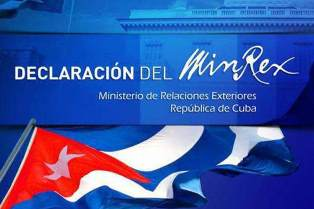 DECLARACIÓN DEL MinRex
Ministerio de Relaciones Exteriores
República de Cuba